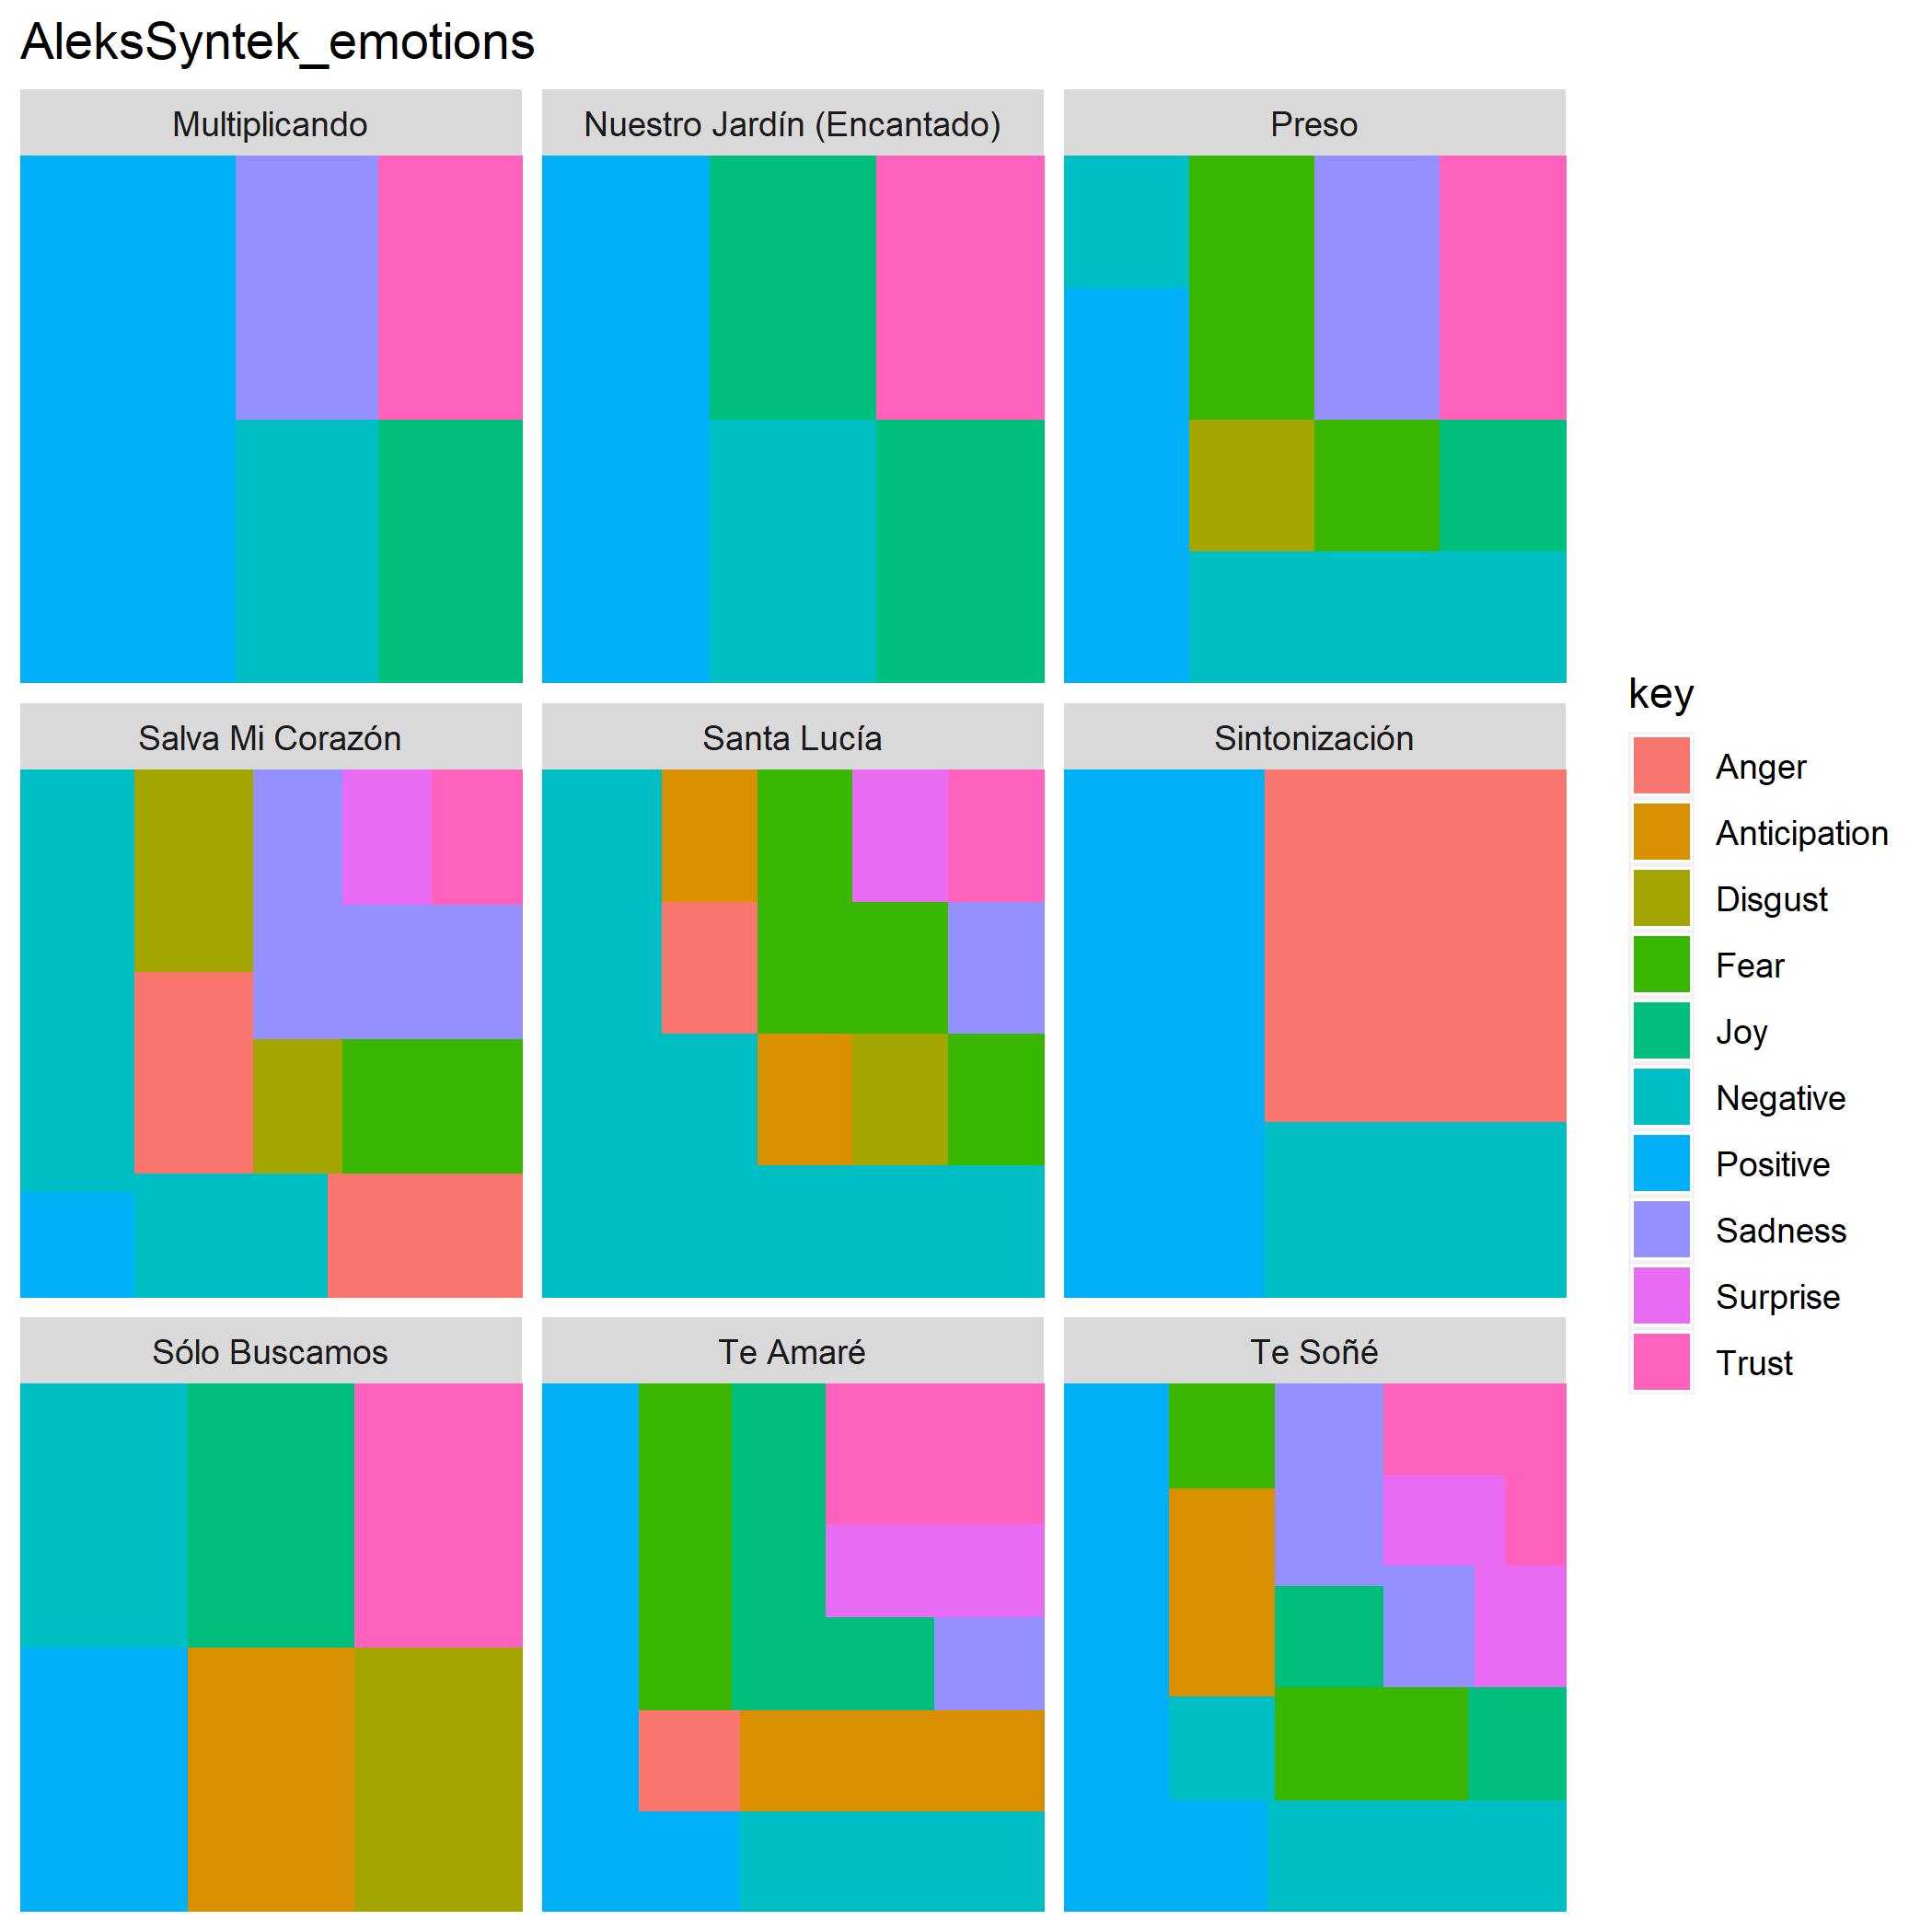 AleksSyntek_emotions
Multiplicando
Nuestro Jardín (Encantado)
Preso
Salva Mi Corazón
Santa Lucía
Sintonización
Sólo Buscamos
Te Amaré
Te Soñé
key
Anger
Anticipation
Disgust
Fear
Joy
Negative
Positive
Sadness
Surprise
Trust